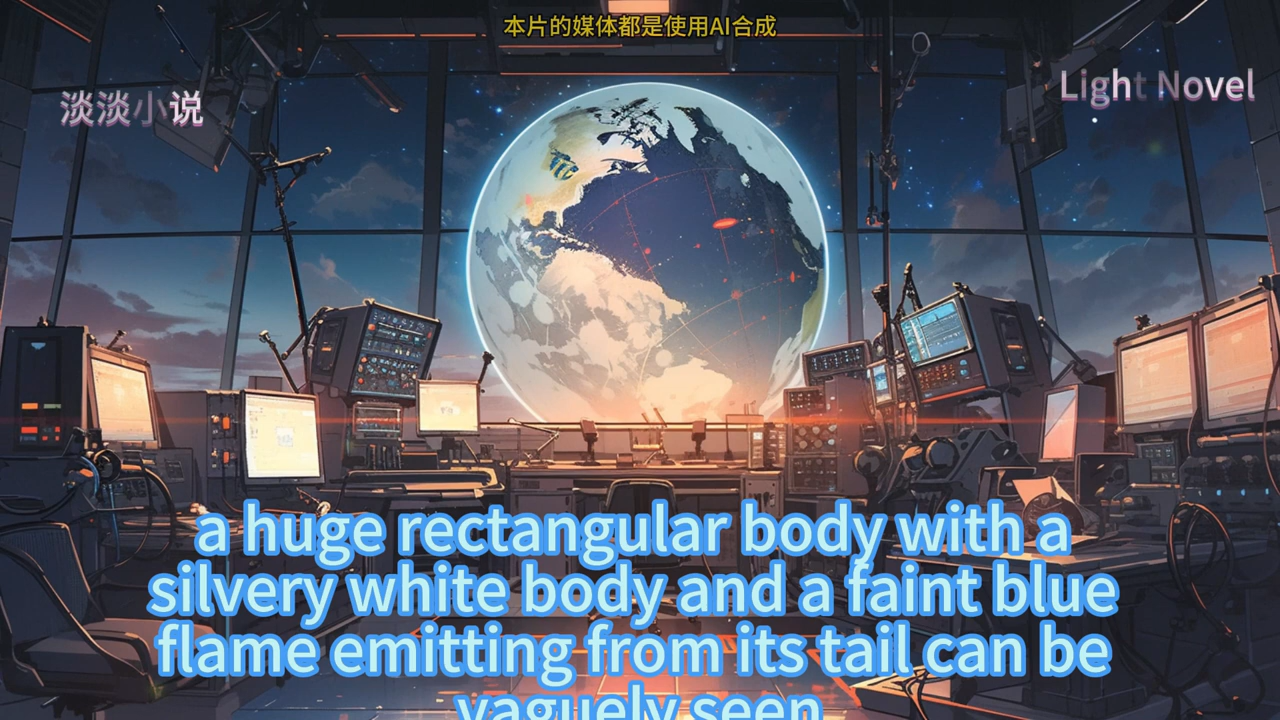 本片的媒体都是使用AI合成
淡淡小说
Light Novel
a huge rectangular body with a
silvery white body and a faint blue
flame emitting from its tail can be
vaguely seen